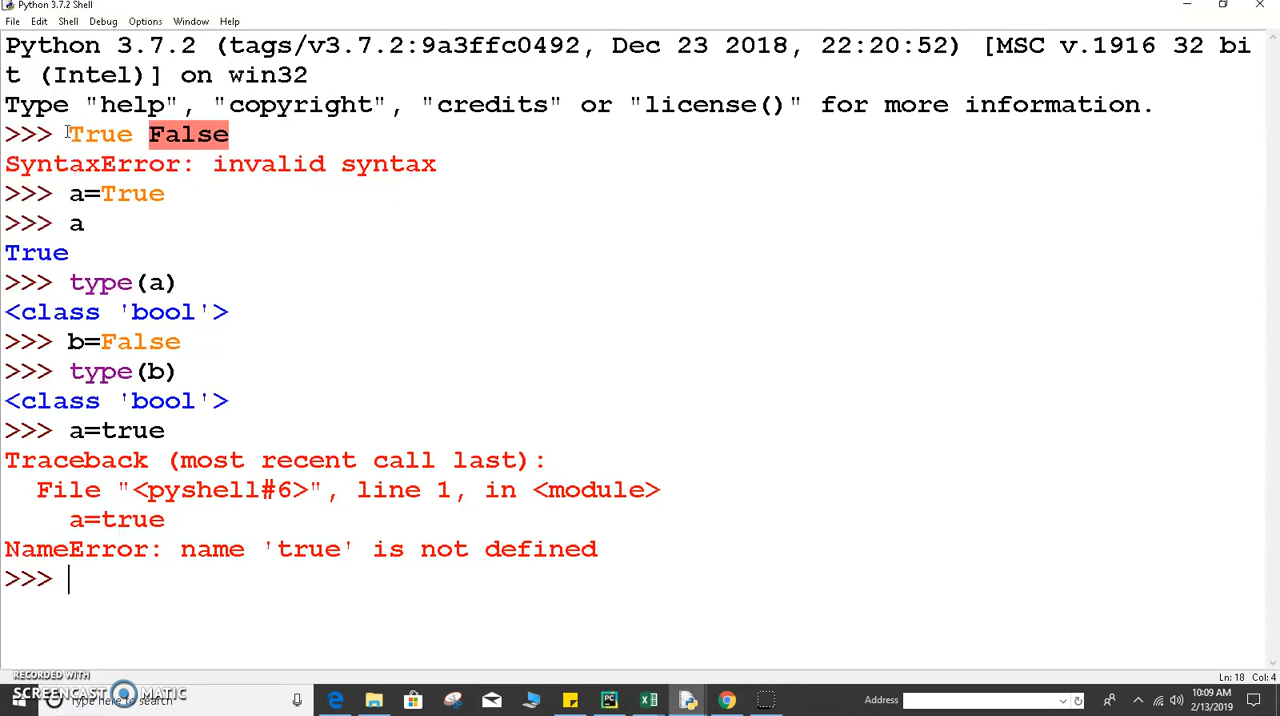 Python 3.7.2 Shell
File Edit Shell Debug Options Window Help
Python 3.7.2 (tags/v3.7.2:9a3ffc0492, Dec 23 2018, 22:20:52) [MSC v.1916 32 bi
t (Intel)] on win32
Type "help", "copyright", "credits" or "license()" for more information.
>>> True False
SyntaxError: invalid syntax
>>> a=True
>>> a
True
>>> type(a)
<class 'bool'>
>>> b=False
>>> type(b)
<class 'bool'>
>>> a=true
Traceback (most recent call last):
  File "<pyshell#6>", line 1, in <module>
    a=true
NameError: name 'true' is not defined
>>>
Ln: 18 Col: 4
RECORDED WITH
SCREENCAST MATIC
Type here to search
Address
10:09 AM
2/13/2019